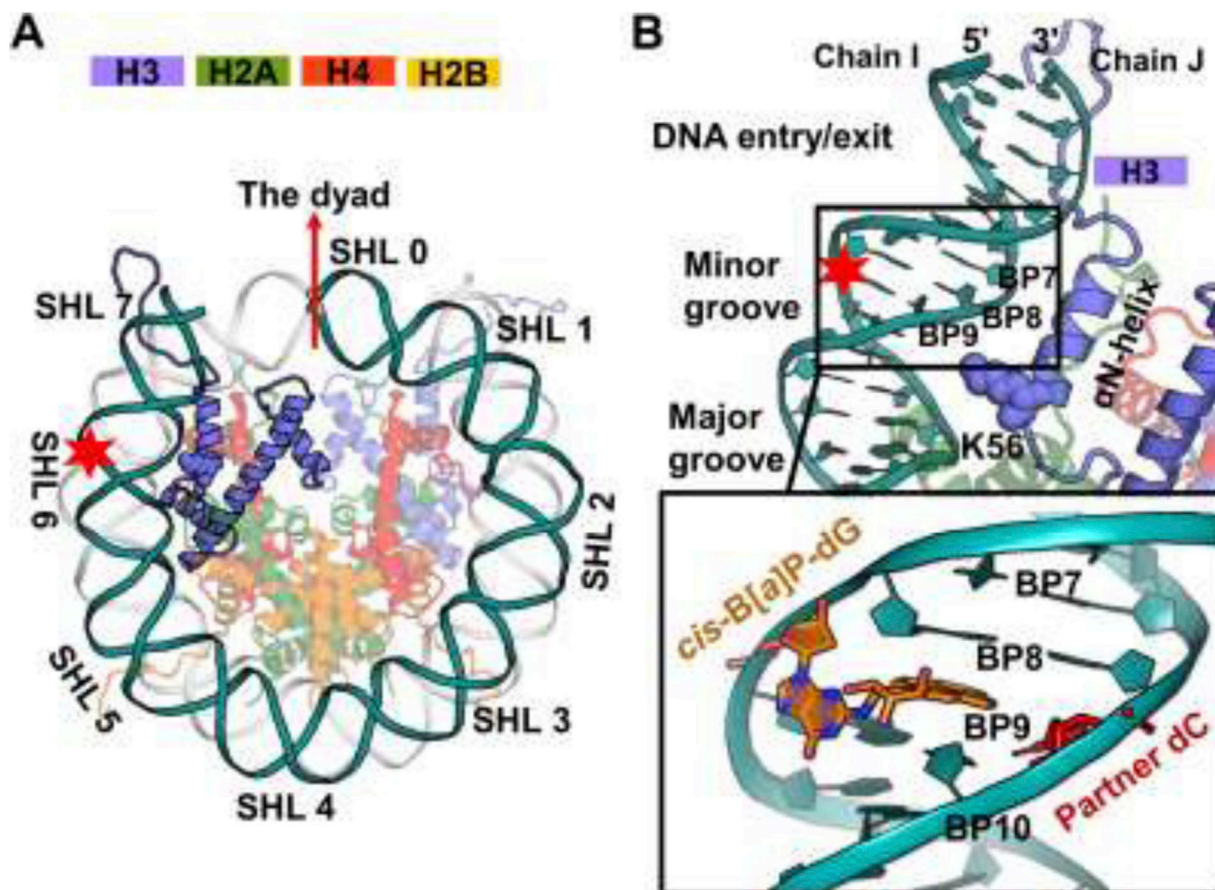 A
H3 H2A H4 H2B
The dyad
SHL 0
SHL 7
SHL 1
SHL 6
SHL 2
SHL 5
SHL 3
SHL 4
B
5' 3'
Chain I
Chain J
DNA entry/exit
H3
Minor
groove
BP7
BP8
BP9
αN-helix
Major
groove
K56
cis-B[a]P-dG
BP7
BP8
BP9
Partner dC
BP10